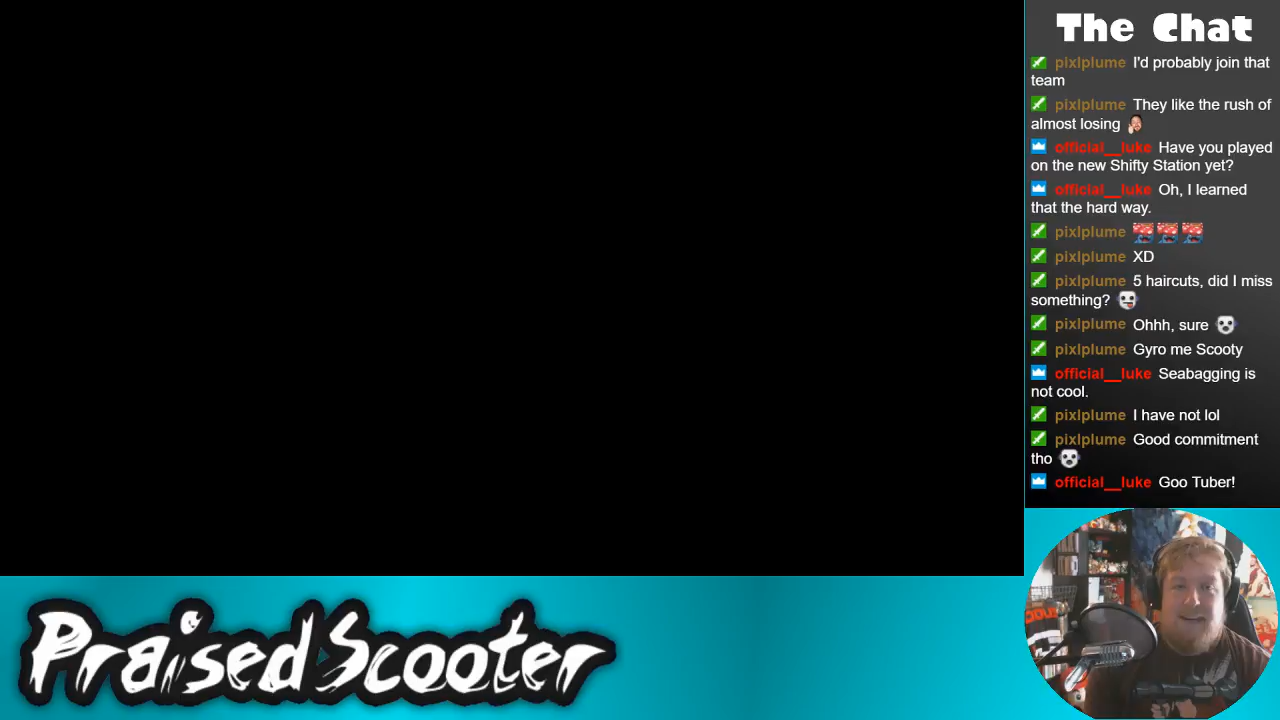 The Chat
pixlplume I'd probably join that
team
pixlplume They like the rush of
almost losing
official__luke Have you played
on the new Shifty Station yet?
official__luke Oh, I learned
that the hard way.
pixlplume
pixlplume XD
pixlplume 5 haircuts, did I miss
something?
pixlplume Ohhh, sure
pixlplume Gyro me Scooty
official__luke Seabagging is
not cool.
pixlplume I have not lol
pixlplume Good commitment
tho
official__luke Goo Tuber!
PraisedScooter